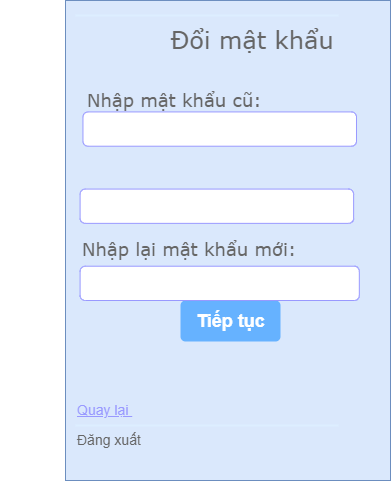 Đổi mật khẩu
Nhập mật khẩu cũ:
Nhập lại mật khẩu mới:
Tiếp tục
Quay lại
Đăng xuất